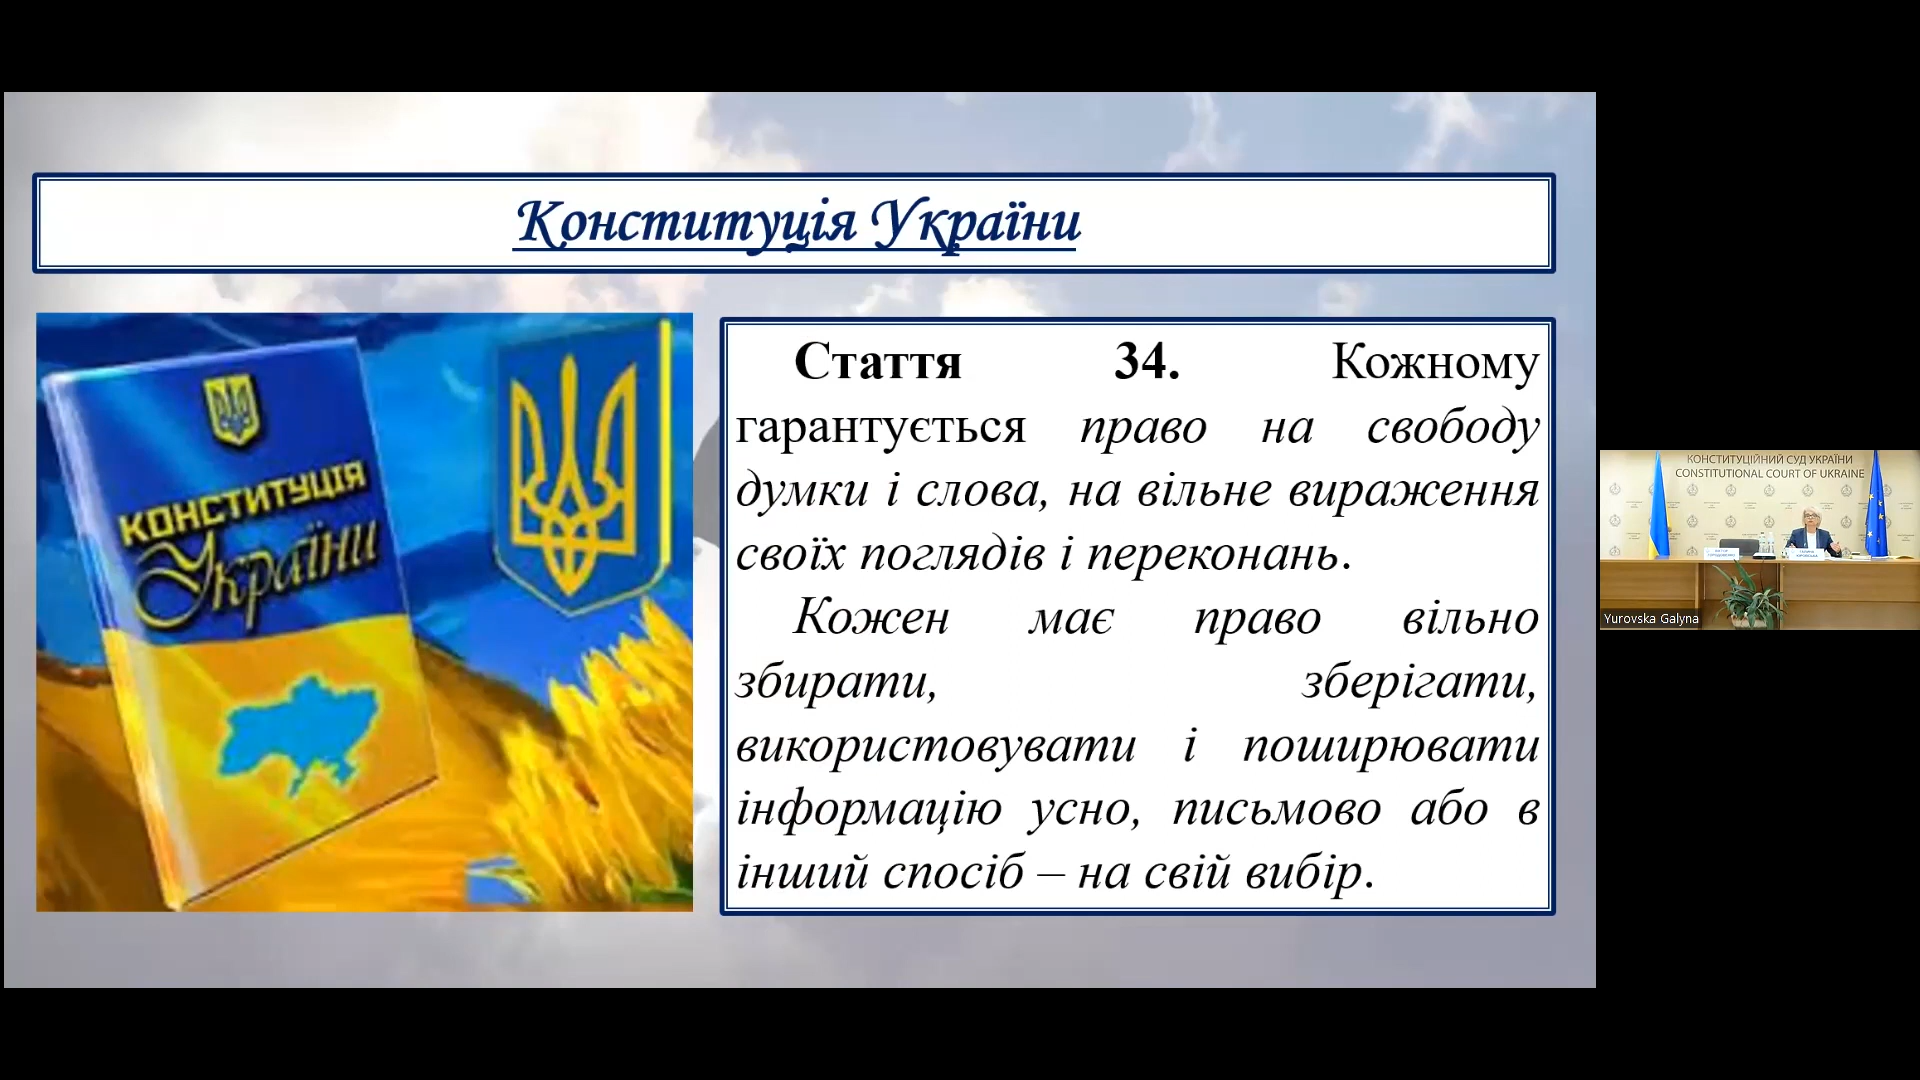 Конституція України
КОНСТИТУЦІЯ
України
Стаття 34. Кожному
гарантується право на свободу
думки і слова, на вільне вираження
своїх поглядів і переконань.
Кожен має право вільно
збирати, зберігати,
використовувати і поширювати
інформацію усно, письмово або в
інший спосіб – на свій вибір.
КОНСТИТУЦІЙНИЙ СУД УКРАЇНИ
CONSTITUTIONAL COURT OF UKRAINE
Yurovska Galyna